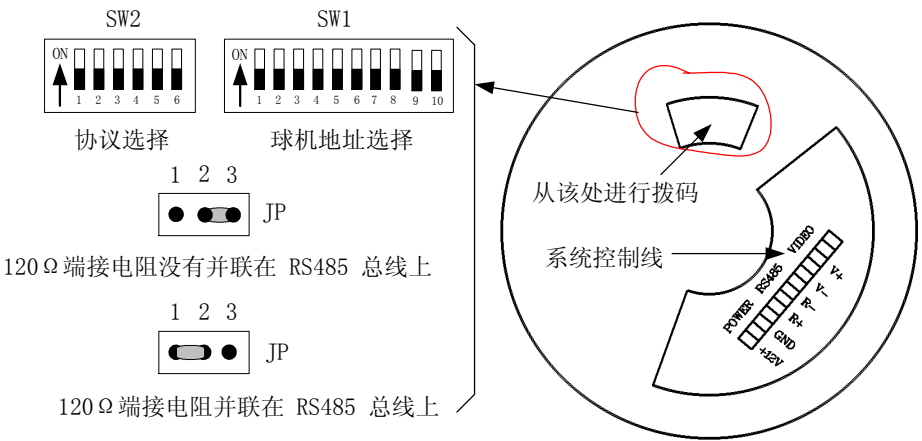 SW2
SW1
ON
1 2 3 4 5 6
ON
1 2 3 4 5 6 7 8 9 10
协议选择
球机地址选择
1 2 3
JP
120Ω端接电阻没有并联在 RS485 总线上
1 2 3
JP
120Ω端接电阻并联在 RS485 总线上
从该处进行拨码
系统控制线
POWER RS485 VIDEO
+12V GND R+ R- V- V+